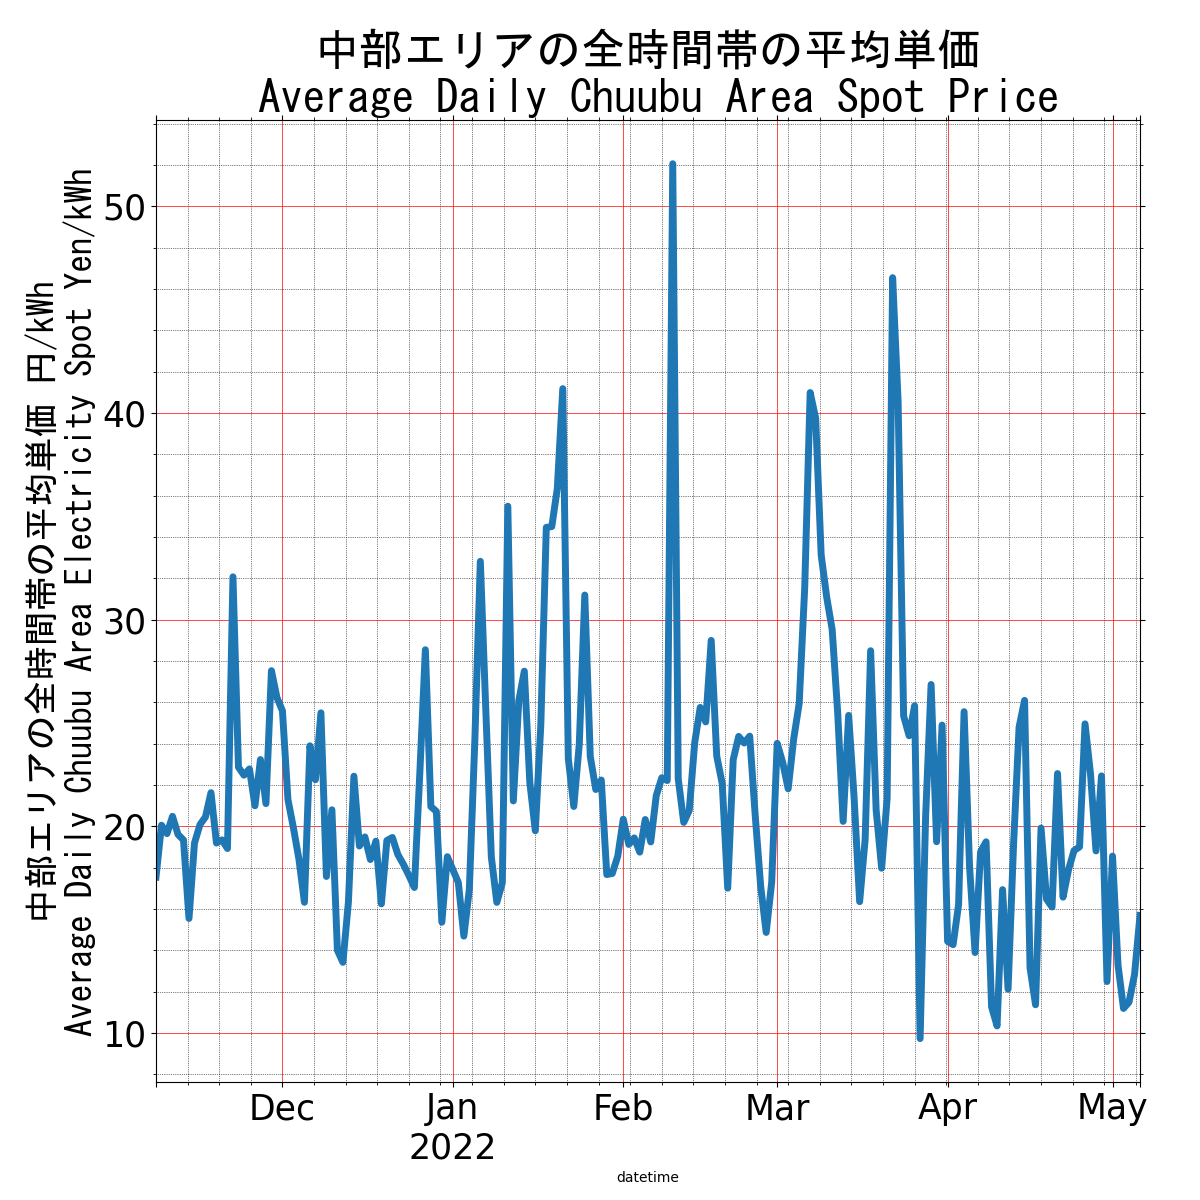 中部エリアの全時間帯の平均単価
Average Daily Chuubu Area Spot Price
中部エリアの全時間帯の平均単価 円/kWh
Average Daily Chuubu Area Electricity Spot Yen/kWh
50
40
30
20
10
Dec
Jan
2022
Feb
Mar
Apr
May
datetime